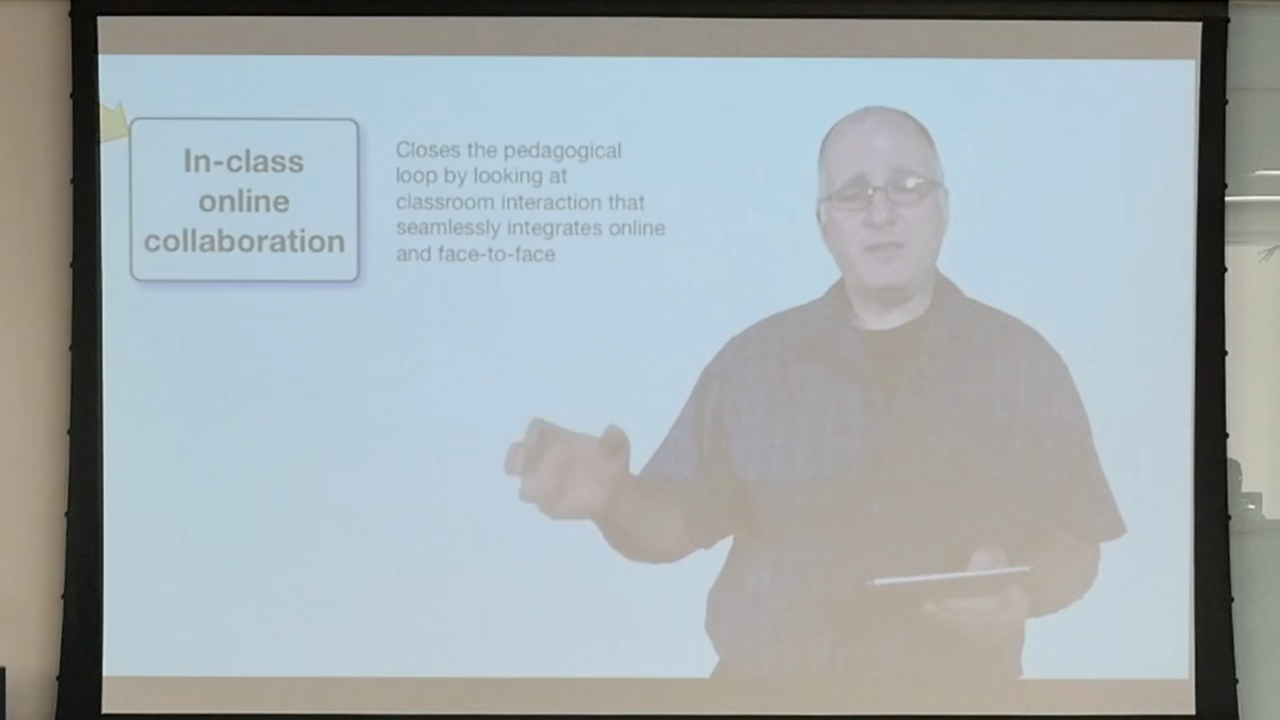 In-class
online
collaboration
Closes the pedagogical
loop by looking at
classroom interaction that
seamlessly integrates online
and face-to-face